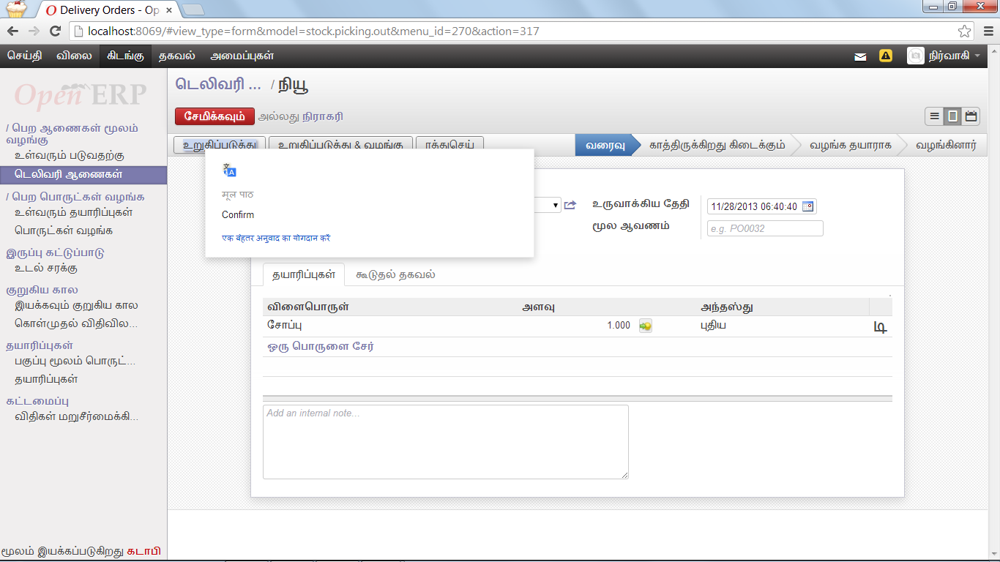 Delivery Orders - Op
localhost:8069/#view_type=form&model=stock.picking.out&menu_id=270&action=317
செய்தி விலை கிடங்கு தகவல் அமைப்புகள் நிர்வாகி
Open ERP
/ பெற ஆணைகள் மூலம்
வழங்கு
உள்வரும் படுவதற்கு
டெலிவரி ஆணைகள்
/ பெற பொருட்கள் வழங்க
உள்வரும் தயாரிப்புகள்
பொருட்கள் வழங்க
இருப்பு கட்டுப்பாடு
உடல் சரக்கு
குறுகிய கால
இயக்கவும் குறுகிய கால
கொள்முதல் விதிவில...
தயாரிப்புகள்
பகுப்பு மூலம் பொருட்...
தயாரிப்புகள்
கட்டமைப்பு
விதிகள் மறுசீர்மைக்கி...
மூலம் இயக்கப்படுகிறது கடாபி
டெலிவரி ... / நியூ
சேமிக்கவும் அல்லது நிராகரி
உறுதிப்படுத்து உறுதிப்படுத்து & வழங்கு ரத்துசெய் வரைவு காத்திருக்கிறது கிடைக்கும் வழங்க தயாராக வழங்கினார்
मूल पाठ
Confirm
एक बेहतर अनुवाद का योगदान करें
உருவாக்கிய தேதி 11/28/2013 06:40:40
மூல ஆவணம் e.g. PO0032
தயாரிப்புகள் கூடுதல் தகவல்
விளைபொருள் அளவு அந்தஸ்து
சோப்பு 1.000 புதிய டி
ஒரு பொருளை சேர்
Add an internal note...